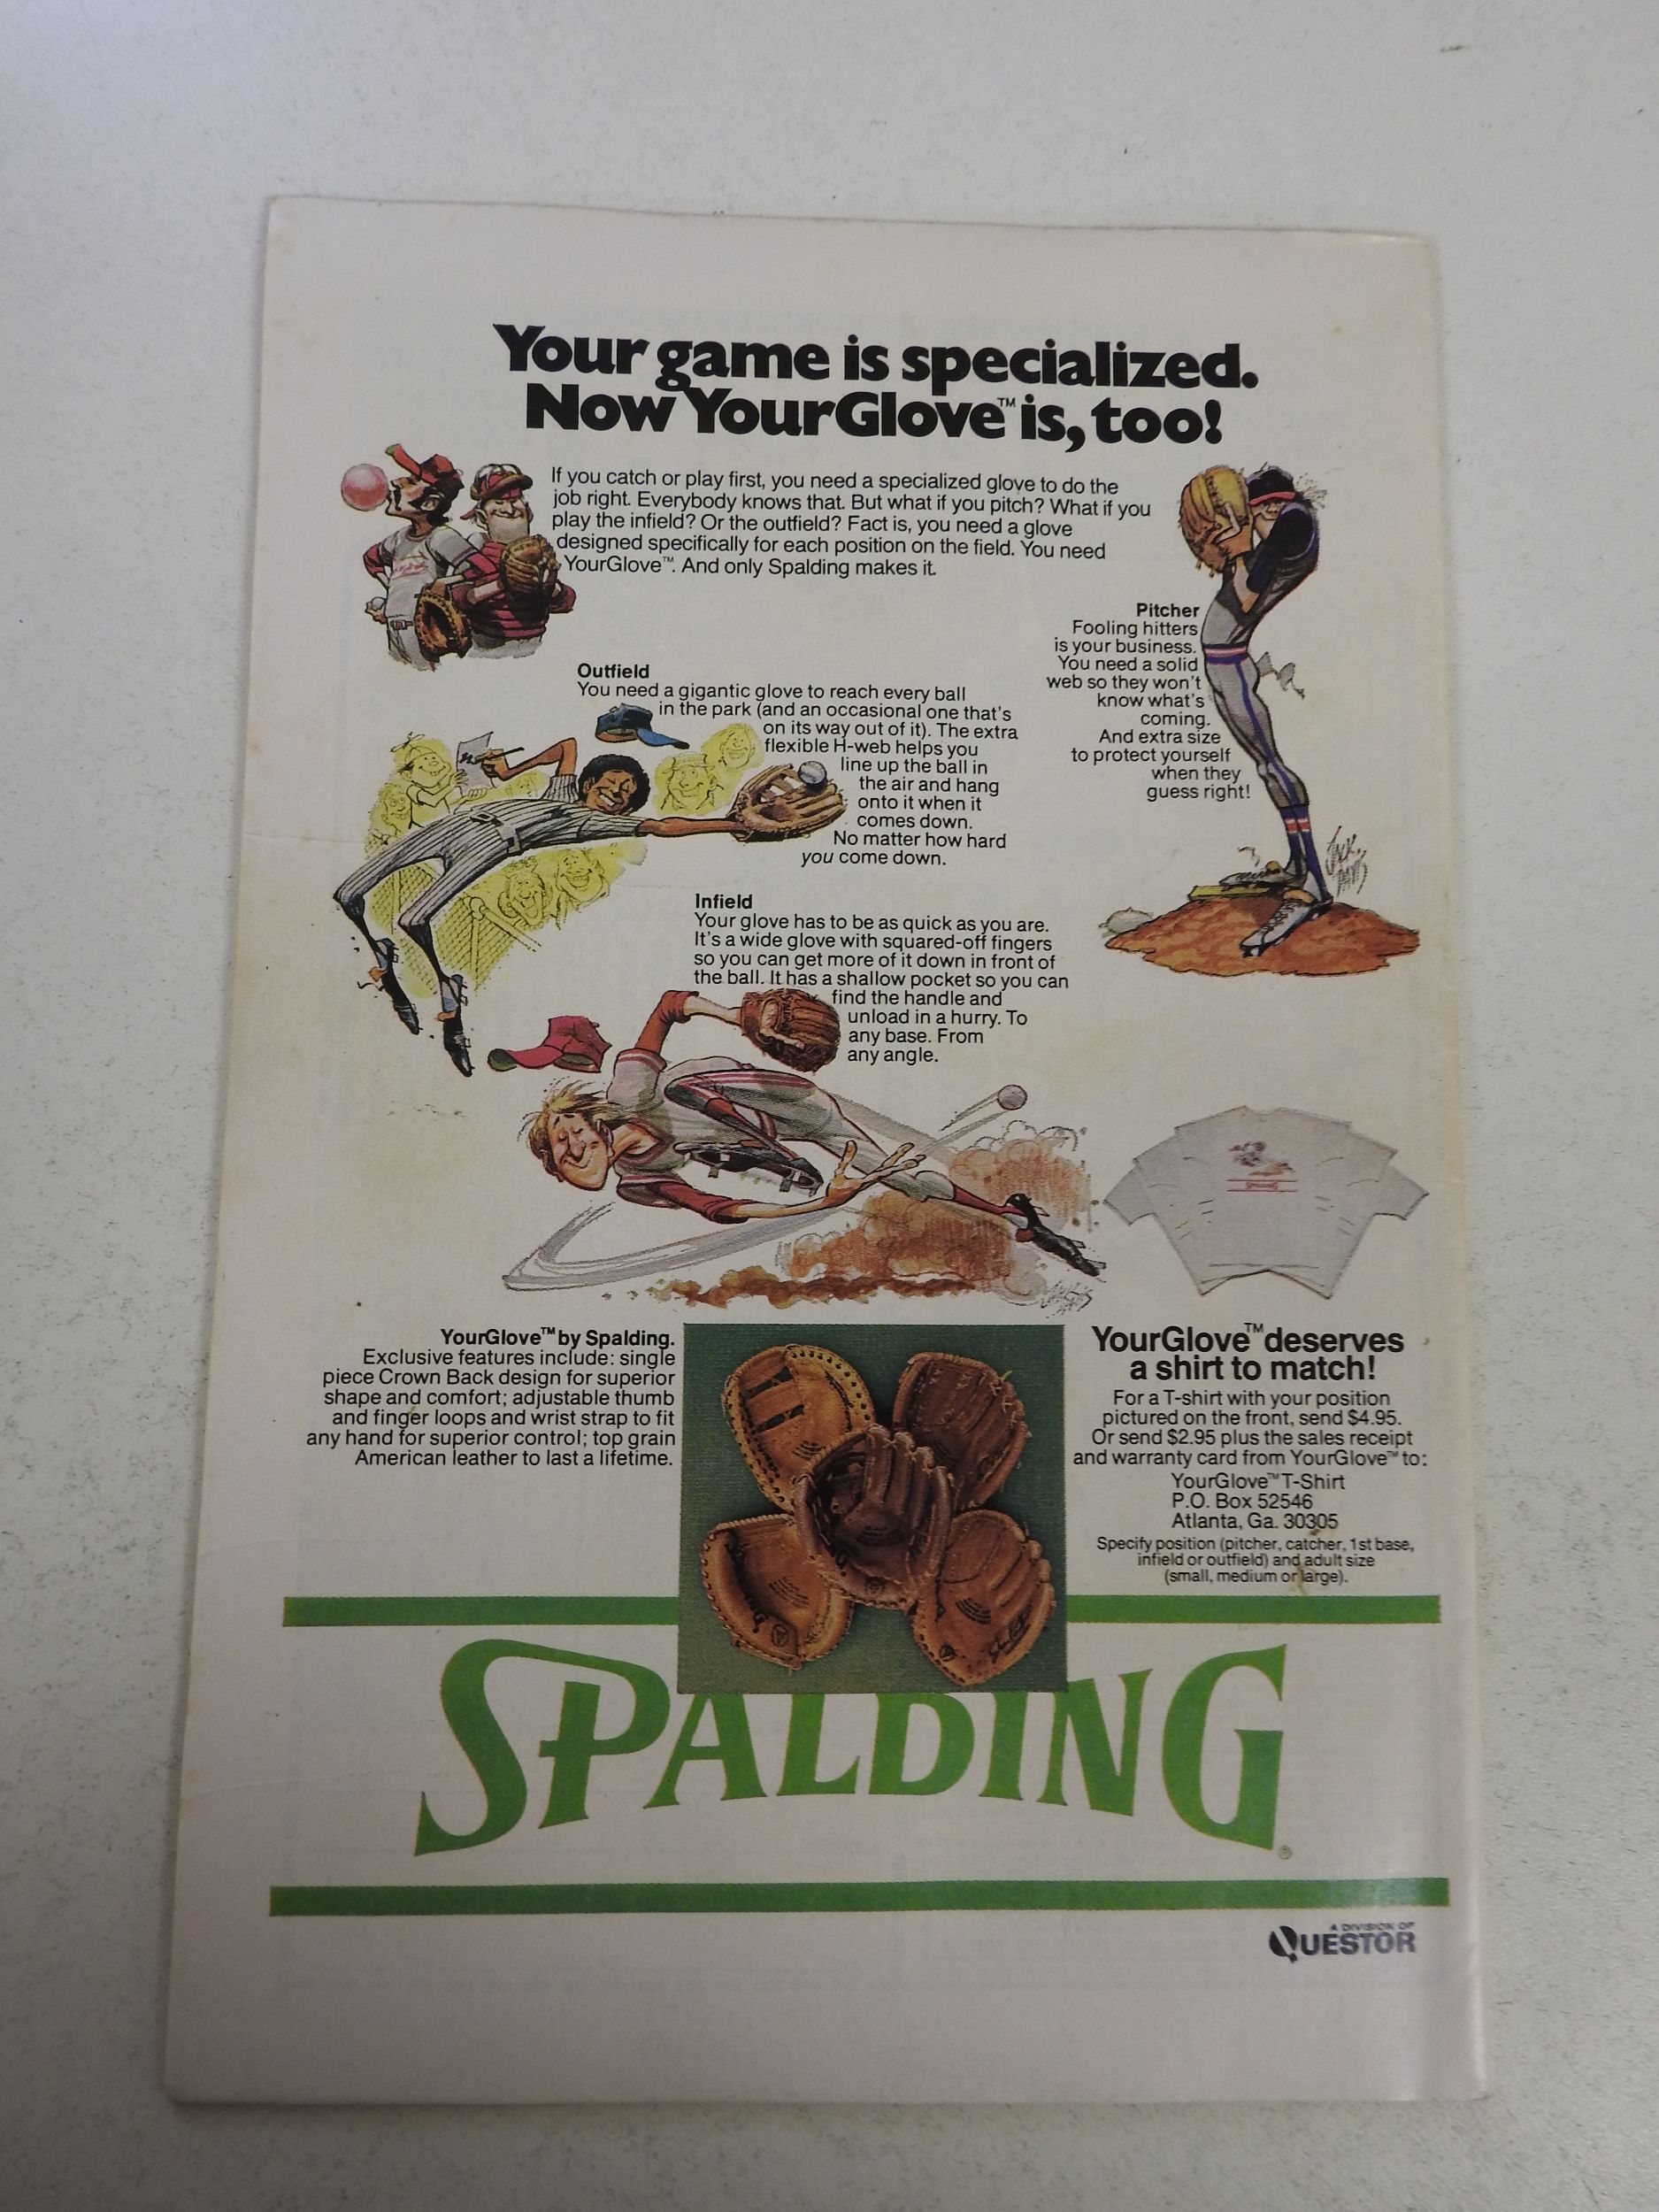 Your game is specialized.
Now YourGlove™ is, too!
If you catch or play first, you need a specialized glove to do the
job right. Everybody knows that. But what if you pitch? What if you
play the infield? Or the outfield? Fact is, you need a glove
designed specifically for each position on the field. You need
YourGlove™. And only Spalding makes it.
Pitcher
Fooling hitters
is your business.
You need a solid
web so they won't
know what's
coming.
And extra size
to protect yourself
when they
guess right!
Jack Davis
Outfield
You need a gigantic glove to reach every ball
in the park (and an occasional one that's
on its way out of it). The extra
flexible H-web helps you
line up the ball in
the air and hang
onto it when it
comes down.
No matter how hard
you come down.
Infield
Your glove has to be as quick as you are.
It's a wide glove with squared-off fingers
so you can get more of it down in front of
the ball. It has a shallow pocket so you can
find the handle and
unload in a hurry. To
any base. From
any angle.
YourGlove™ by Spalding.
Exclusive features include: single
piece Crown Back design for superior
shape and comfort; adjustable thumb
and finger loops and wrist strap to fit
any hand for superior control; top grain
American leather to last a lifetime.
YourGlove™ deserves
a shirt to match!
For a T-shirt with your position
pictured on the front, send $4.95.
Or send $2.95 plus the sales receipt
and warranty card from YourGlove™ to:
YourGlove™ T-Shirt
P.O. Box 52546
Atlanta, Ga. 30305
Specify position (pitcher, catcher, 1st base,
infield or outfield) and adult size
(small, medium or large).
SPALDING®
A DIVISION OF
QUESTOR